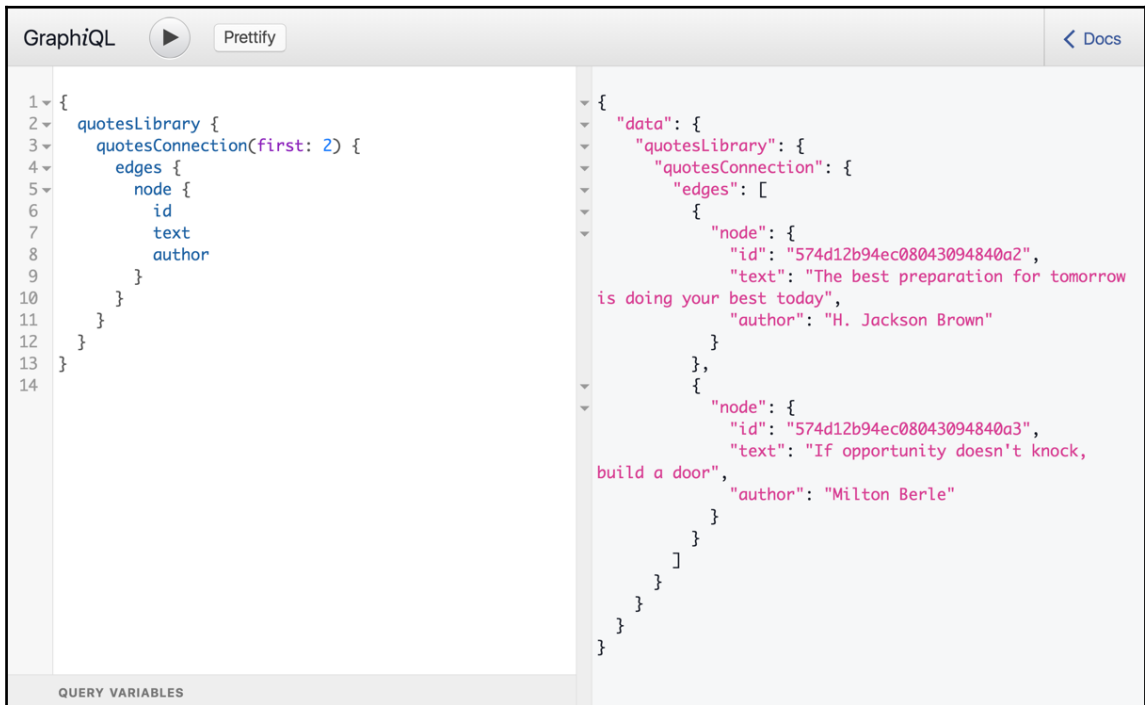 GraphiQL
Prettify
Docs
1 {
2   quotesLibrary {
3     quotesConnection(first: 2) {
4       edges {
5         node {
6           id
7           text
8           author
9         }
10       }
11     }
12   }
13 }
14
QUERY VARIABLES
{
  "data": {
    "quotesLibrary": {
      "quotesConnection": {
        "edges": [
          {
            "node": {
              "id": "574d12b94ec08043094840a2",
              "text": "The best preparation for tomorrow
is doing your best today",
              "author": "H. Jackson Brown"
            }
          },
          {
            "node": {
              "id": "574d12b94ec08043094840a3",
              "text": "If opportunity doesn't knock,
build a door",
              "author": "Milton Berle"
            }
          }
        ]
      }
    }
  }
}